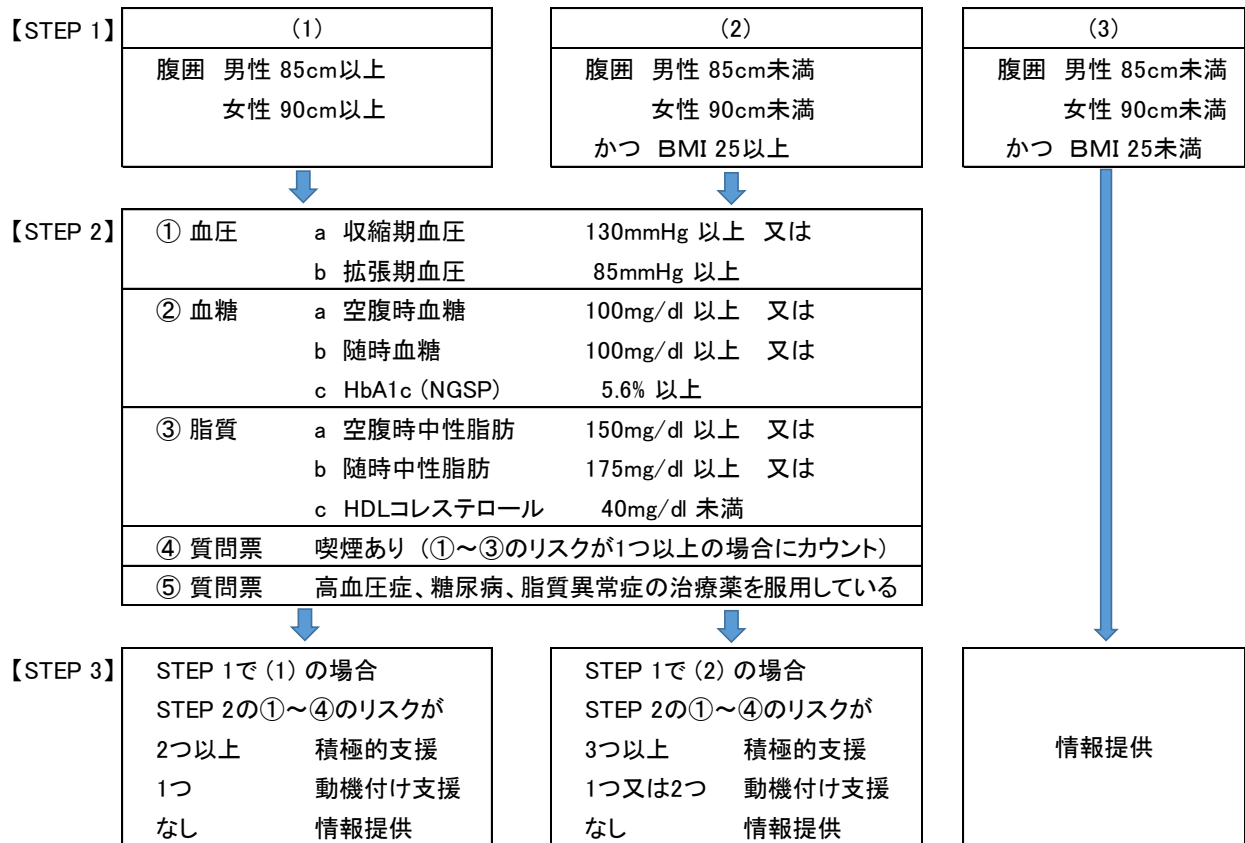 【STEP 1】
(1)
腹囲 男性 85cm以上
女性 90cm以上
(2)
腹囲 男性 85cm未満
女性 90cm未満
かつ BMI 25以上
(3)
腹囲 男性 85cm未満
女性 90cm未満
かつ BMI 25未満
【STEP 2】
① 血圧 a 収縮期血圧 130mmHg 以上 又は
b 拡張期血圧 85mmHg 以上
② 血糖 a 空腹時血糖 100mg/dl 以上 又は
b 随時血糖 100mg/dl 以上 又は
c HbA1c (NGSP) 5.6% 以上
③ 脂質 a 空腹時中性脂肪 150mg/dl 以上 又は
b 随時中性脂肪 175mg/dl 以上 又は
c HDLコレステロール 40mg/dl 未満
④ 質問票 喫煙あり (①～③のリスクが1つ以上の場合にカウント)
⑤ 質問票 高血圧症、糖尿病、脂質異常症の治療薬を服用している
【STEP 3】
STEP 1で (1) の場合
STEP 2の①～④のリスクが
2つ以上 積極的支援
1つ 動機付け支援
なし 情報提供
STEP 1で (2) の場合
STEP 2の①～④のリスクが
3つ以上 積極的支援
1つ又は2つ 動機付け支援
なし 情報提供
情報提供